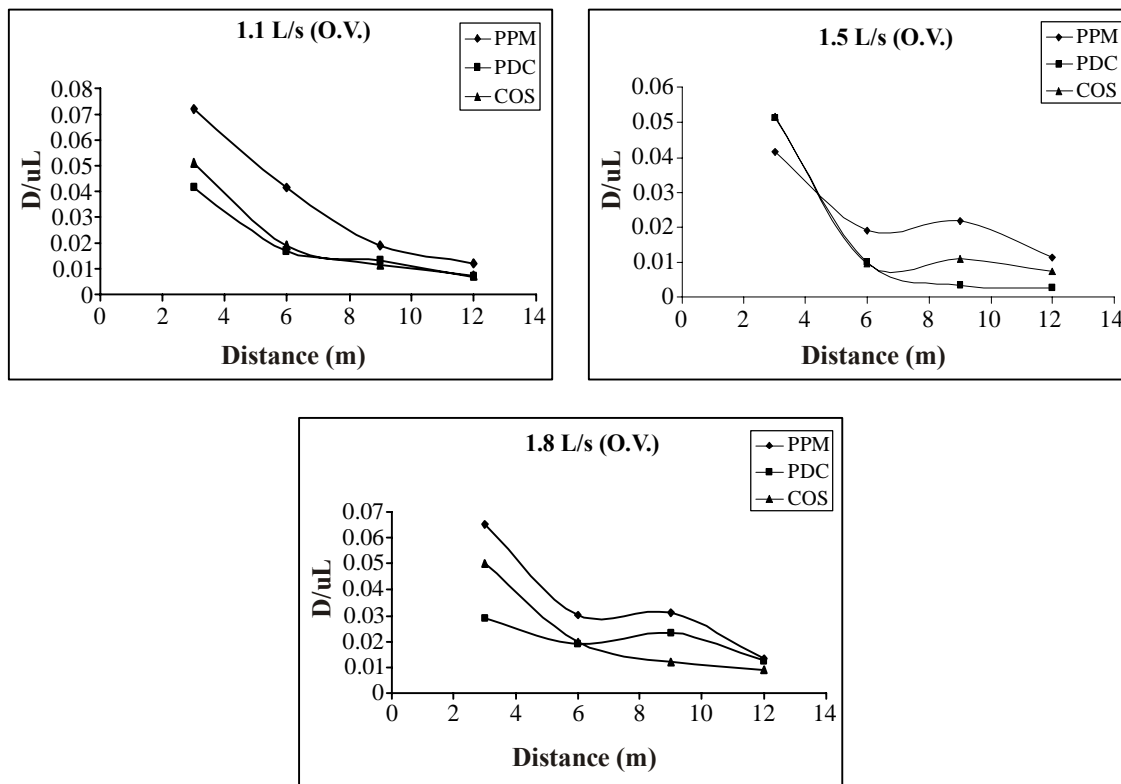 1.1 L/s (O.V.)
PPM
PDC
COS
0.08
0.07
0.06
0.05
0.04
0.03
0.02
0.01
0
D/uL
0 2 4 6 8 10 12 14
Distance (m)
1.5 L/s (O.V.)
PPM
PDC
COS
0.06
0.05
0.04
0.03
0.02
0.01
0
D/uL
0 2 4 6 8 10 12 14
Distance (m)
1.8 L/s (O.V.)
PPM
PDC
COS
0.07
0.06
0.05
0.04
0.03
0.02
0.01
0
D/uL
0 2 4 6 8 10 12 14
Distance (m)